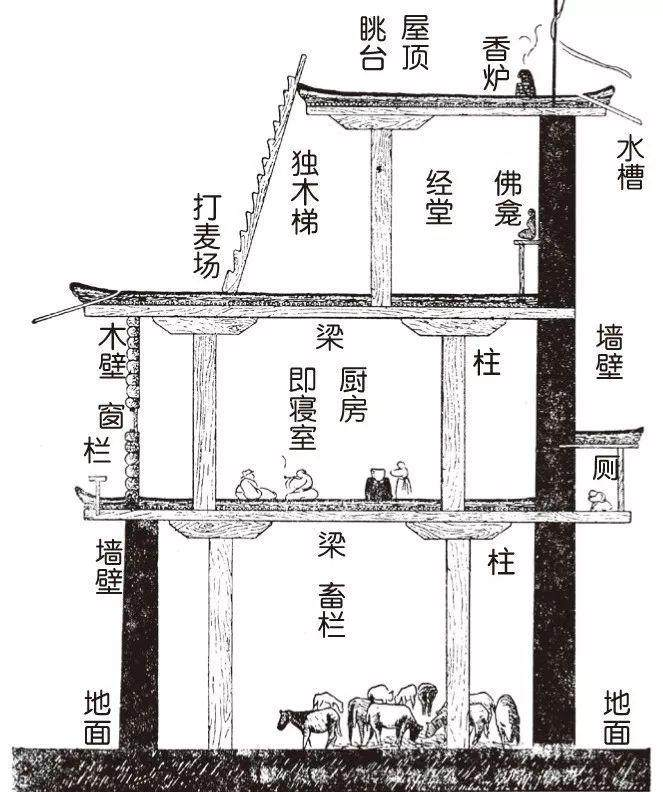 屋顶
眺台
香炉
水槽
独木梯
经堂
佛龛
打麦场
木壁
梁
柱
墙壁
厨房
即寝室
窗栏
厕
墙壁
梁
柱
畜栏
地面
地面